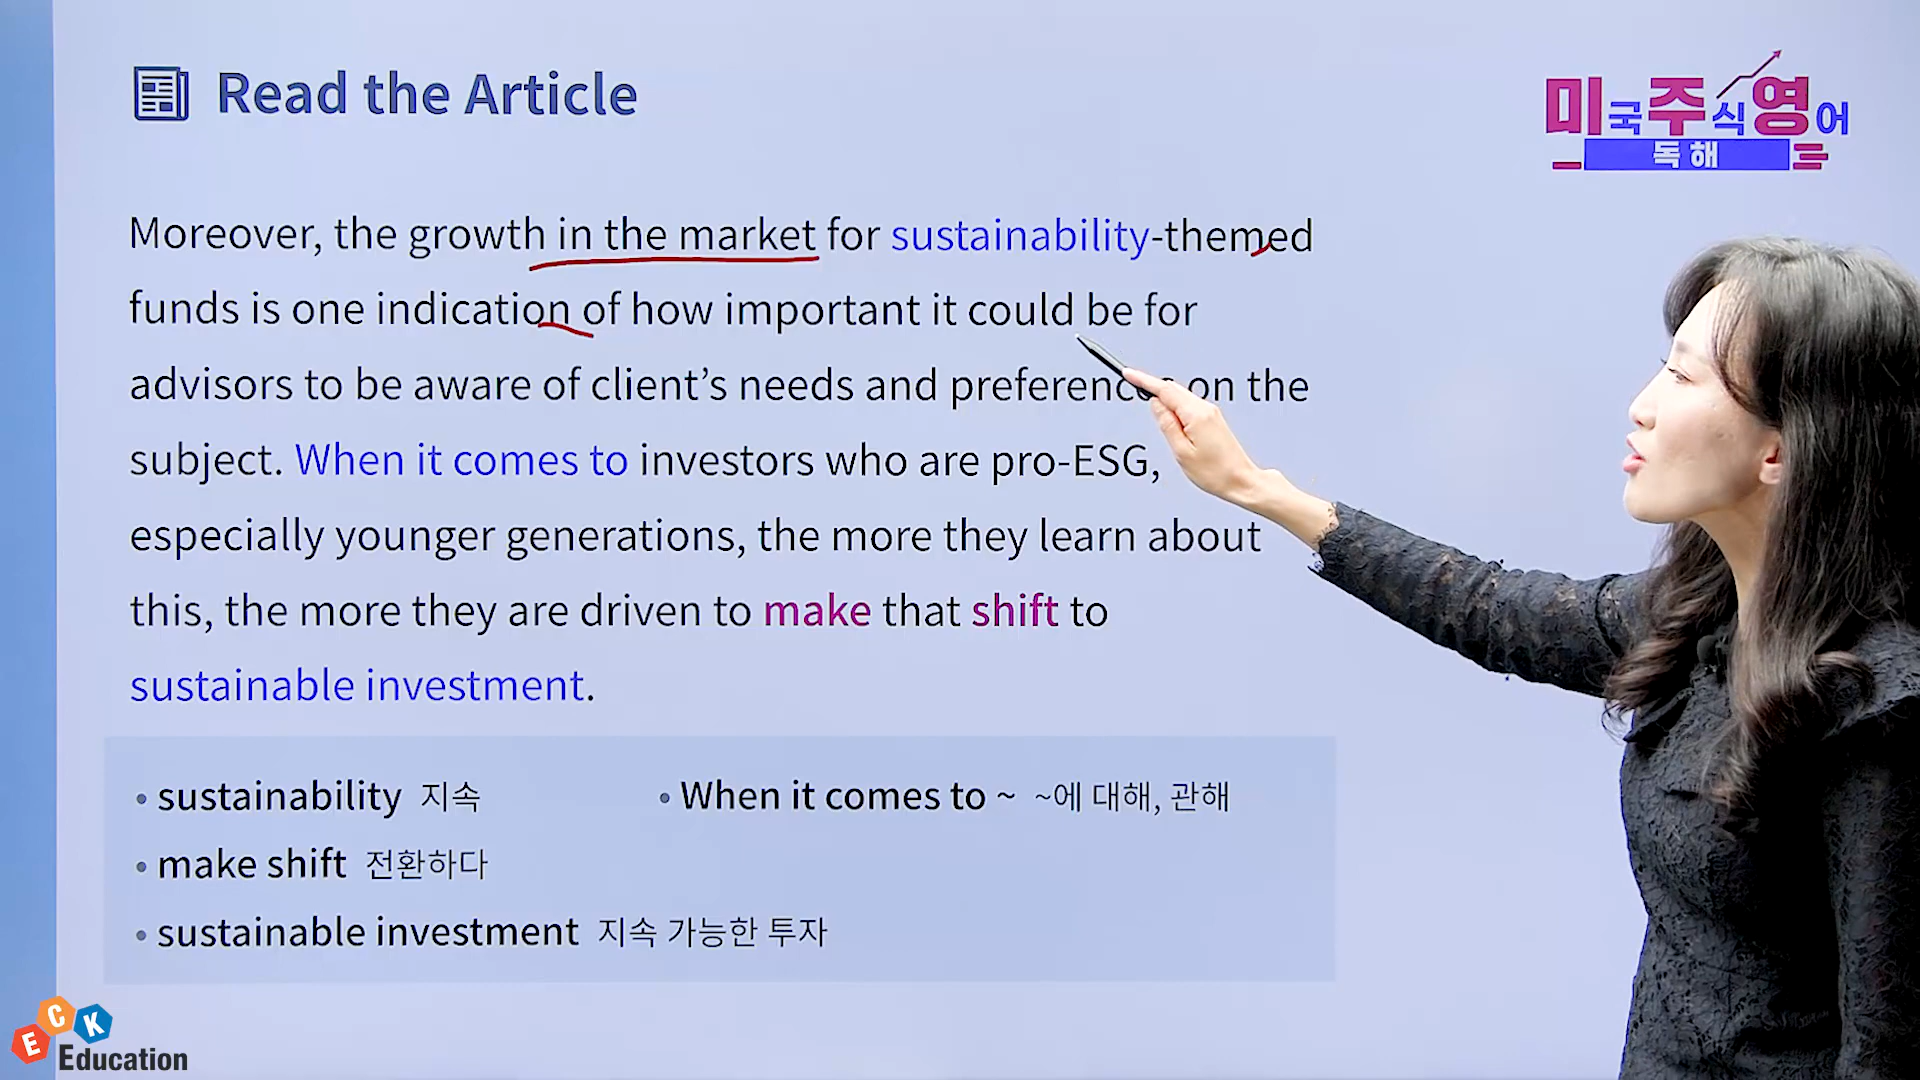 Read the Article
미국주식영어
독해
Moreover, the growth in the market for sustainability-themed
funds is one indication of how important it could be for
advisors to be aware of client’s needs and preferences on the
subject. When it comes to investors who are pro-ESG,
especially younger generations, the more they learn about
this, the more they are driven to make that shift to
sustainable investment.
• sustainability 지속
• When it comes to ~ ~에 대해, 관해
• make shift 전환하다
• sustainable investment 지속 가능한 투자
ECK
Education